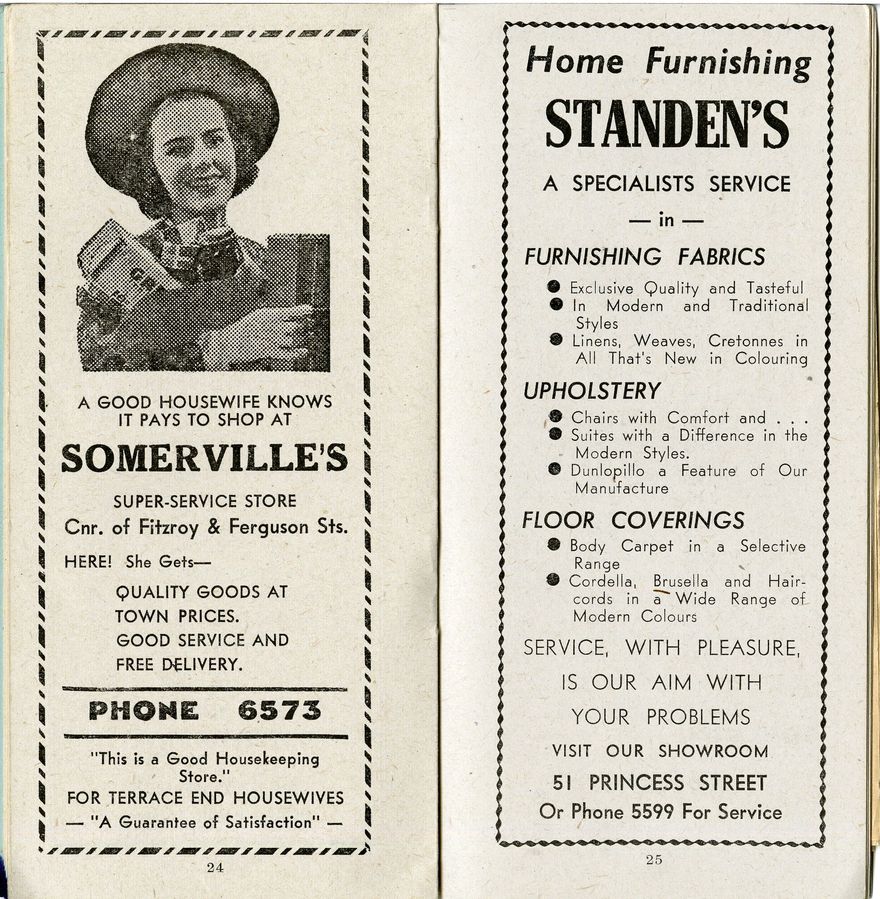 A GOOD HOUSEWIFE KNOWS
IT PAYS TO SHOP AT
SOMERVILLE'S
SUPER-SERVICE STORE
Cnr. of Fitzroy & Ferguson Sts.
HERE! She Gets—
QUALITY GOODS AT
TOWN PRICES.
GOOD SERVICE AND
FREE DELIVERY.
PHONE 6573
"This is a Good Housekeeping
Store."
FOR TERRACE END HOUSEWIVES
— "A Guarantee of Satisfaction" —
24
Home Furnishing
STANDEN'S
A SPECIALISTS SERVICE
— in —
FURNISHING FABRICS
● Exclusive Quality and Tasteful
● In Modern and Traditional
Styles
● Linens, Weaves, Cretonnes in
All That's New in Colouring
UPHOLSTERY
● Chairs with Comfort and . . .
● Suites with a Difference in the
Modern Styles.
● Dunlopillo a Feature of Our
Manufacture
FLOOR COVERINGS
● Body Carpet in a Selective
Range
● Cordella, Brusella and Hair-
cords in a Wide Range of
Modern Colours
SERVICE, WITH PLEASURE,
IS OUR AIM WITH
YOUR PROBLEMS
VISIT OUR SHOWROOM
51 PRINCESS STREET
Or Phone 5599 For Service
25